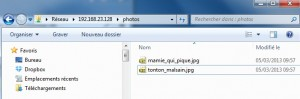 Réseau ▸ 192.168.23.128 ▸ photos
Rechercher dans : photos
Organiser ▾ Nouveau dossier
Favoris
Bureau
Dropbox
Emplacements récents
Téléchargements
Nom
Modifié le
mamie_qui_pique.jpg 05/03/2013 09:57
tonton_malsain.jpg 05/03/2013 09:57